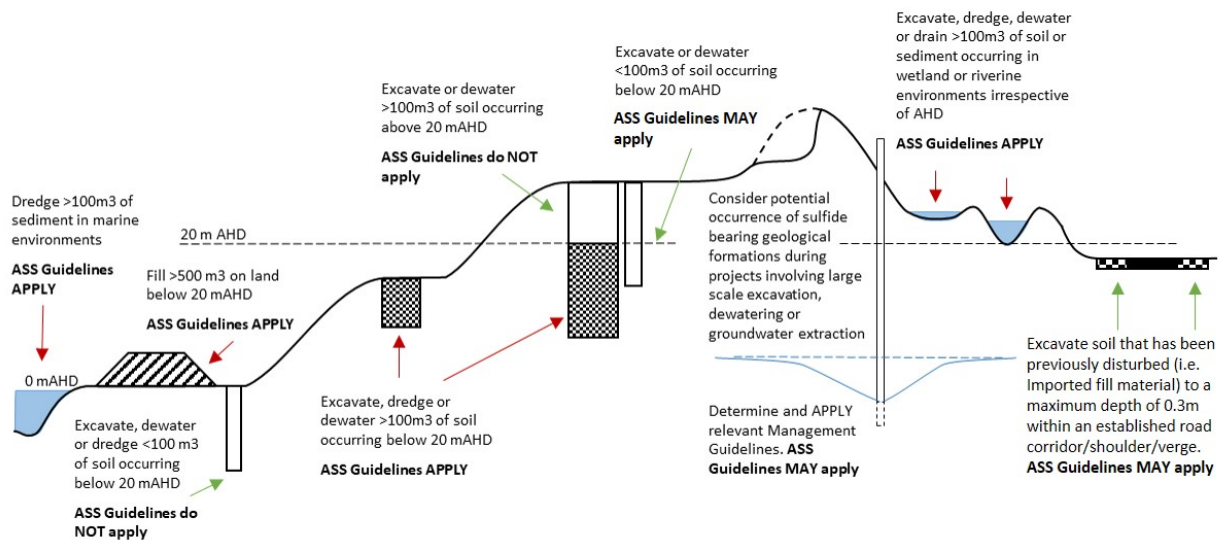 Dredge >100m3 of
sediment in marine
environments
ASS Guidelines
APPLY
0 mAHD
20 m AHD
Fill >500 m3 on land
below 20 mAHD
ASS Guidelines APPLY
Excavate, dewater
or dredge <100 m3
of soil occurring
below 20 mAHD
ASS Guidelines do
NOT apply
Excavate or dewater
>100m3 of soil occurring
above 20 mAHD
ASS Guidelines do NOT
apply
Excavate, dredge or
dewater >100m3 of soil
occurring below 20 mAHD
ASS Guidelines APPLY
Excavate or dewater
<100m3 of soil occurring
below 20 mAHD
ASS Guidelines MAY
apply
Consider potential
occurrence of sulfide
bearing geological
formations during
projects involving large
scale excavation,
dewatering or
groundwater extraction
Determine and APPLY
relevant Management
Guidelines. ASS
Guidelines MAY apply
Excavate, dredge, dewater
or drain >100m3 of soil or
sediment occurring in
wetland or riverine
environments irrespective
of AHD
ASS Guidelines APPLY
Excavate soil that has been
previously disturbed (i.e.
Imported fill material) to a
maximum depth of 0.3m
within an established road
corridor/shoulder/verge.
ASS Guidelines MAY apply